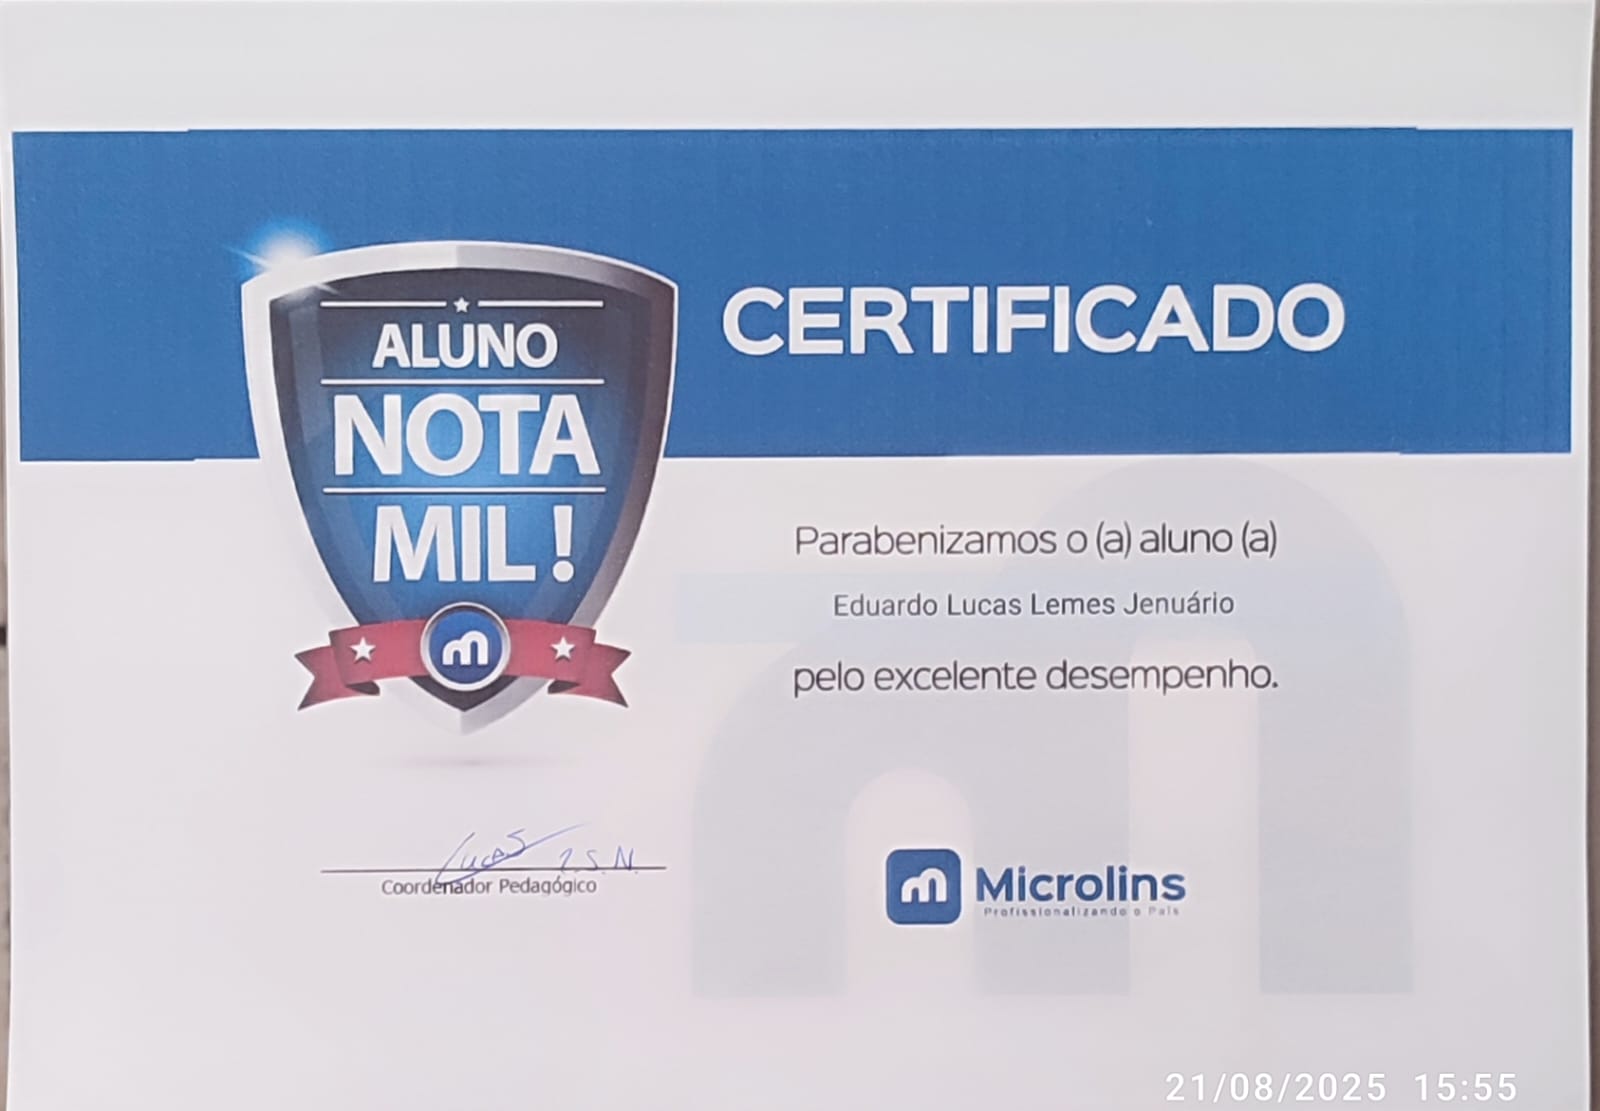 CERTIFICADO
ALUNO
NOTA
MIL!
Parabenizamos o (a) aluno (a)
Eduardo Lucas Lemes Jenuário
pelo excelente desempenho.
Lucas I.S.N.
Coordenador Pedagógico
Microlins
Profissionalizando o País
21/08/2025 15:55